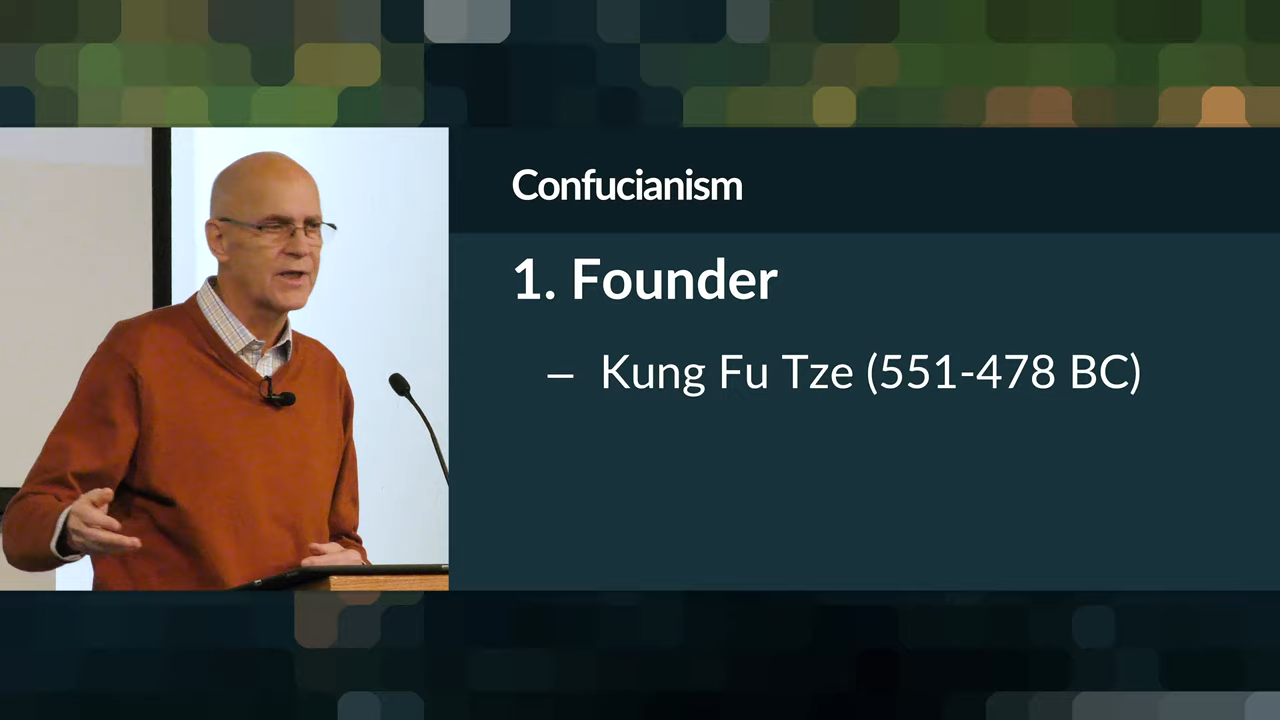 Confucianism
1. Founder
– Kung Fu Tze (551-478 BC)